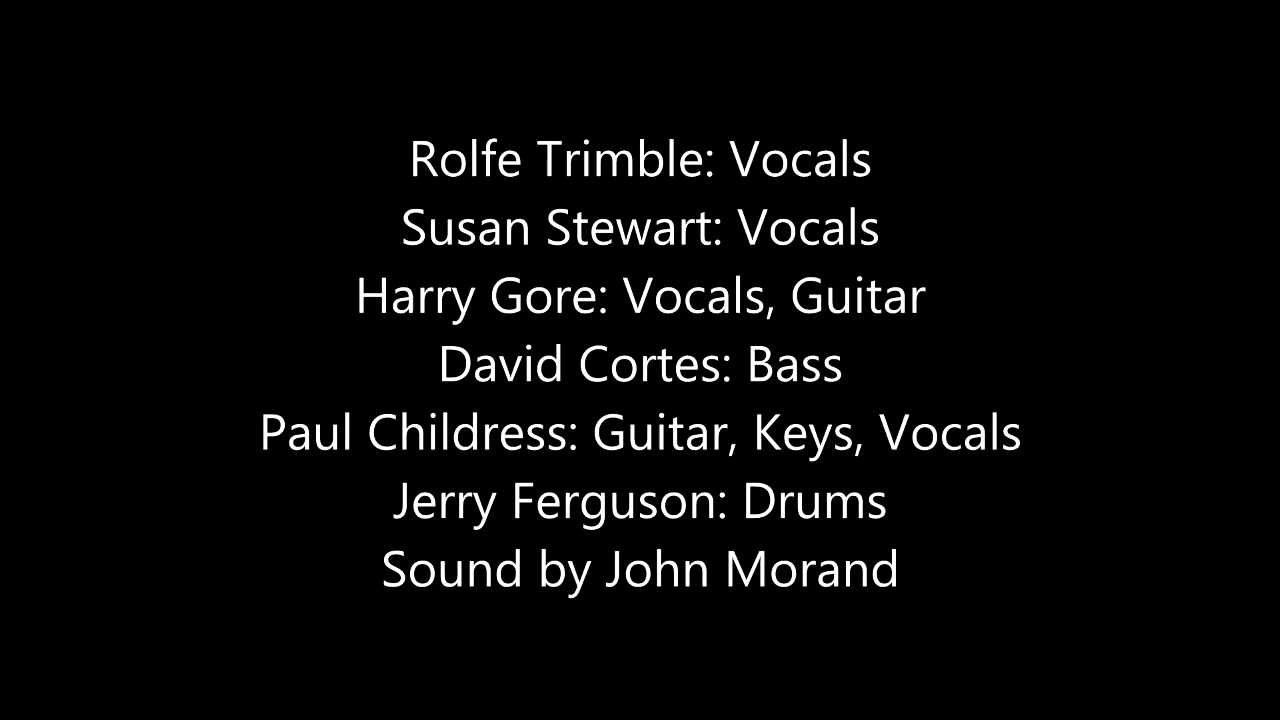 Rolfe Trimble: Vocals
Susan Stewart: Vocals
Harry Gore: Vocals, Guitar
David Cortes: Bass
Paul Childress: Guitar, Keys, Vocals
Jerry Ferguson: Drums
Sound by John Morand